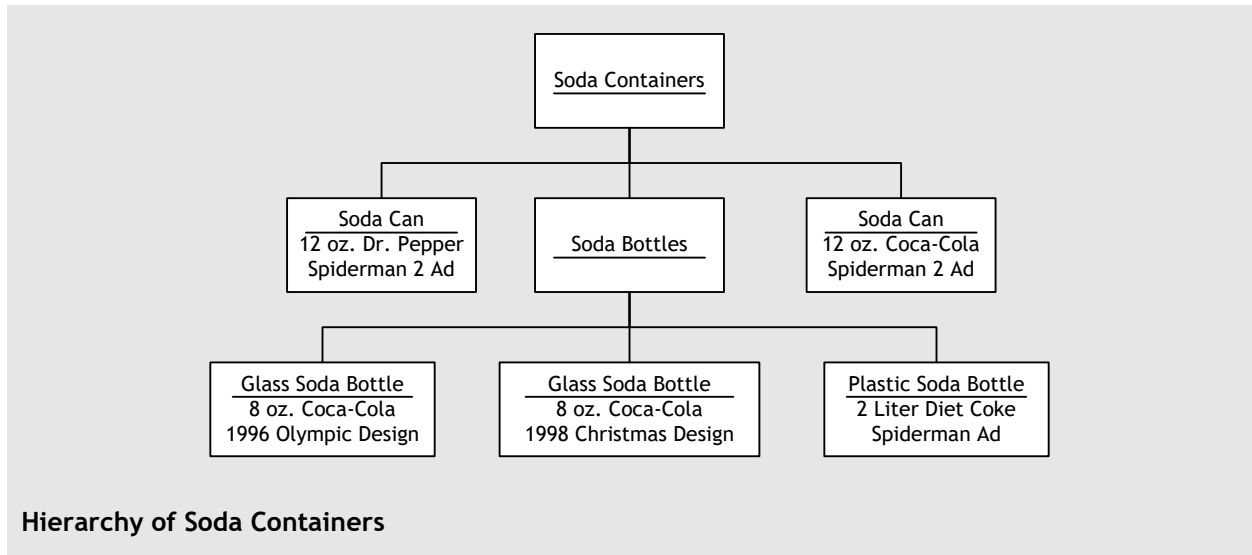 Soda Containers
Soda Can
12 oz. Dr. Pepper
Spiderman 2 Ad
Soda Bottles
Soda Can
12 oz. Coca-Cola
Spiderman 2 Ad
Glass Soda Bottle
8 oz. Coca-Cola
1996 Olympic Design
Glass Soda Bottle
8 oz. Coca-Cola
1998 Christmas Design
Plastic Soda Bottle
2 Liter Diet Coke
Spiderman Ad
Hierarchy of Soda Containers